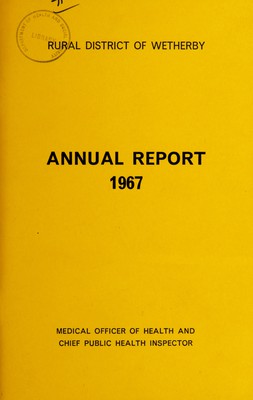 RURAL DISTRICT OF WETHERBY
ANNUAL REPORT
1967
MEDICAL OFFICER OF HEALTH AND
CHIEF PUBLIC HEALTH INSPECTOR